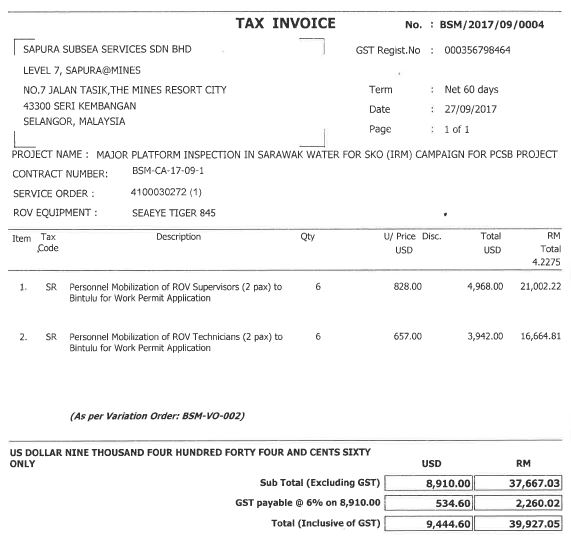 TAX INVOICE
No. : BSM/2017/09/0004
SAPURA SUBSEA SERVICES SDN BHD
GST Regist.No : 000356798464
LEVEL 7, SAPURA@MINES
NO.7 JALAN TASIK,THE MINES RESORT CITY
Term : Net 60 days
43300 SERI KEMBANGAN
Date : 27/09/2017
SELANGOR, MALAYSIA
Page : 1 of 1
PROJECT NAME : MAJOR PLATFORM INSPECTION IN SARAWAK WATER FOR SKO (IRM) CAMPAIGN FOR PCSB PROJECT
CONTRACT NUMBER: BSM-CA-17-09-1
SERVICE ORDER : 4100030272 (1)
ROV EQUIPMENT : SEAEYE TIGER 845
Item Tax Code Description Qty U/ Price USD Disc. Total USD RM Total 4.2275
1. SR Personnel Mobilization of ROV Supervisors (2 pax) to 6 828.00 4,968.00 21,002.22
Bintulu for Work Permit Application
2. SR Personnel Mobilization of ROV Technicians (2 pax) to 6 657.00 3,942.00 16,664.81
Bintulu for Work Permit Application
(As per Variation Order: BSM-VO-002)
US DOLLAR NINE THOUSAND FOUR HUNDRED FORTY FOUR AND CENTS SIXTY
ONLY
USD RM
Sub Total (Excluding GST) 8,910.00 37,667.03
GST payable @ 6% on 8,910.00 534.60 2,260.02
Total (Inclusive of GST) 9,444.60 39,927.05